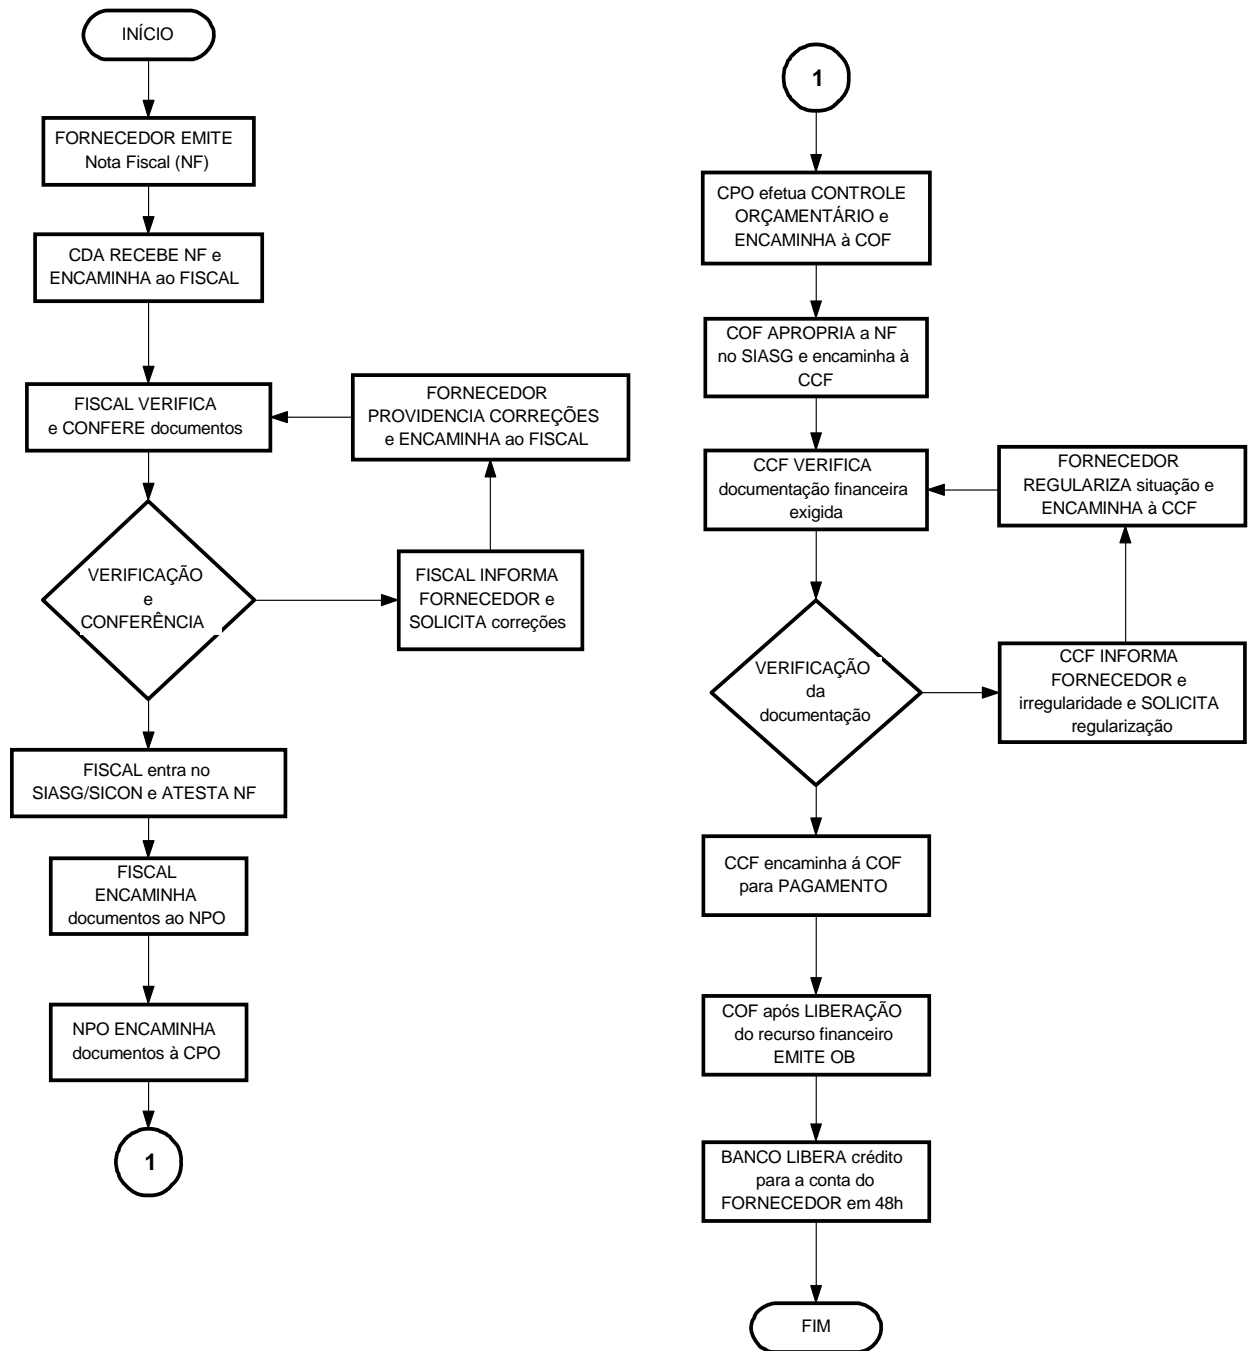 INÍCIO
FORNECEDOR EMITE
Nota Fiscal (NF)
CDA RECEBE NF e
ENCAMINHA ao FISCAL
FISCAL VERIFICA
e CONFERE documentos
FORNECEDOR
PROVIDENCIA CORREÇÕES
e ENCAMINHA ao FISCAL
VERIFICAÇÃO
e
CONFERÊNCIA
FISCAL INFORMA
FORNECEDOR e
SOLICITA correções
FISCAL entra no
SIASG/SICON e ATESTA NF
FISCAL
ENCAMINHA
documentos ao NPO
NPO ENCAMINHA
documentos à CPO
1
1
CPO efetua CONTROLE
ORÇAMENTÁRIO e
ENCAMINHA à COF
COF APROPRIA a NF
no SIASG e encaminha à
CCF
CCF VERIFICA
documentação financeira
exigida
FORNECEDOR
REGULARIZA situação e
ENCAMINHA à CCF
VERIFICAÇÃO
da
documentação
CCF INFORMA
FORNECEDOR e
irregularidade e SOLICITA
regularização
CCF encaminha á COF
para PAGAMENTO
COF após LIBERAÇÃO
do recurso financeiro
EMITE OB
BANCO LIBERA crédito
para a conta do
FORNECEDOR em 48h
FIM